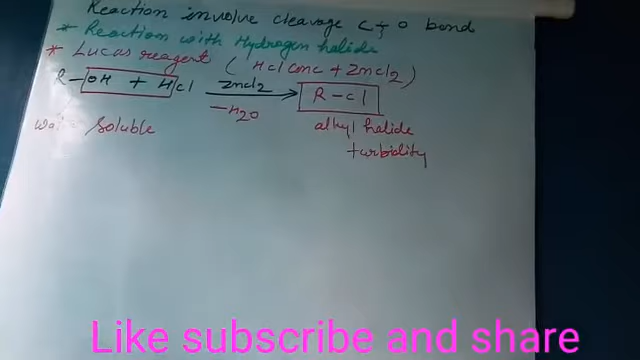 Reaction involve cleavage C-O bond
* Reaction with Hydrogen halide
* Lucas reagent (HCl conc + ZnCl2)
R-OH + HCl ZnCl2 -H2O R-Cl
soluble alkyl halide
turbidity
Like subscribe and share